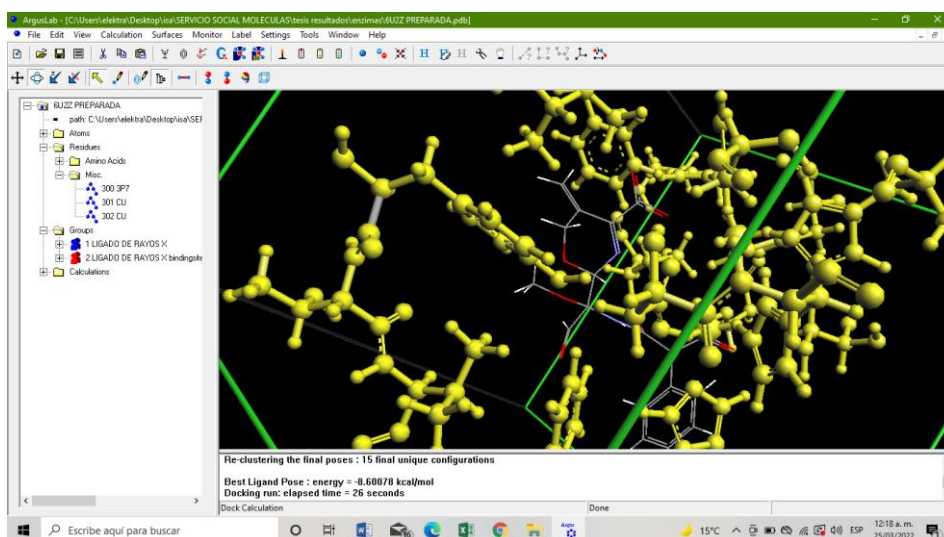 ArgusLab - [C:\Users\elektra\Desktop\isa\SERVICIO SOCIAL MOLECULAS\tesis resultados\enzimas\6U2Z PREPARADA.pdb]
File Edit View Calculation Surfaces Monitor Label Settings Tools Window Help
6U2Z PREPARADA
path: C:\Users\elektra\Desktop\isa\SEF
Atoms
Residues
Amino Acids
Misc.
300 3P7
301 CU
302 CU
Groups
1 LIGADO DE RAYOS X
2 LIGADO DE RAYOS X bindingsite
Calculations
Re-clustering the final poses : 15 final unique configurations
Best Ligand Pose : energy = -8.60078 kcal/mol
Docking run: elapsed time = 26 seconds
Dock Calculation Done
Escribe aquí para buscar
15°C ESP 12:18 a. m.
25/03/2022